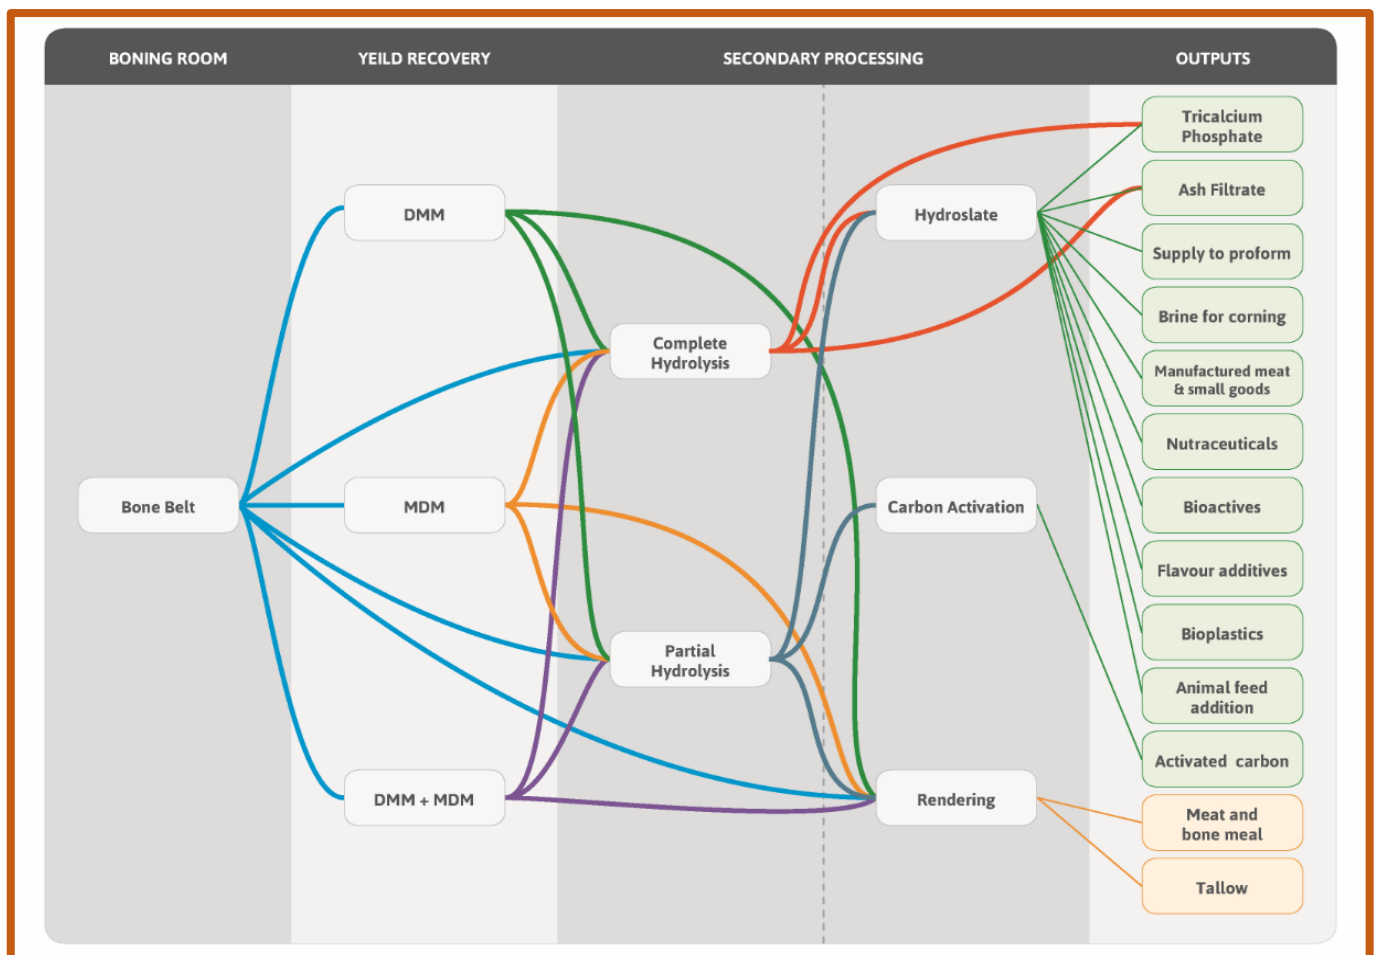 BONING ROOM
YEILD RECOVERY
SECONDARY PROCESSING
OUTPUTS
Bone Belt
DMM
MDM
DMM + MDM
Complete
Hydrolysis
Partial
Hydrolysis
Hydroslate
Carbon Activation
Rendering
Tricalcium
Phosphate
Ash Filtrate
Supply to proform
Brine for corning
Manufactured meat
& small goods
Nutraceuticals
Bioactives
Flavour additives
Bioplastics
Animal feed
addition
Activated carbon
Meat and
bone meal
Tallow